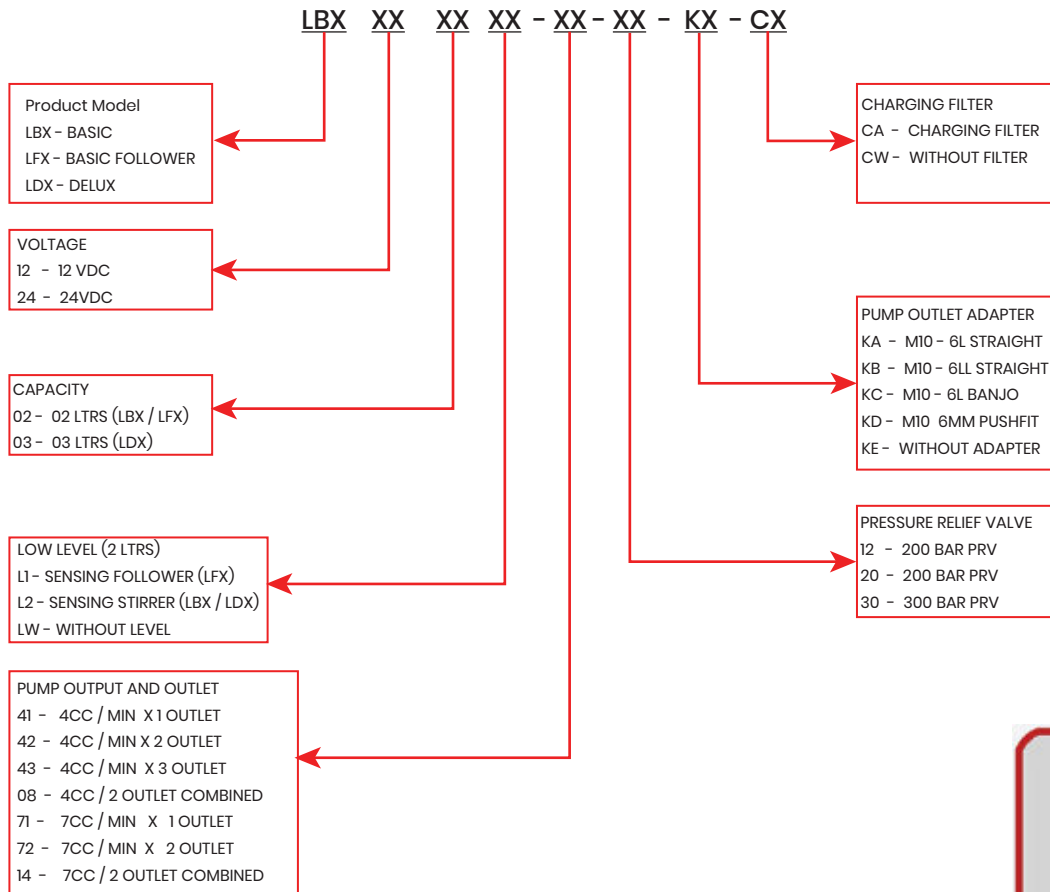 LBX XX XX XX - XX - XX - KX - CX
Product Model
LBX - BASIC
LFX - BASIC FOLLOWER
LDX - DELUX
VOLTAGE
12 - 12 VDC
24 - 24VDC
CAPACITY
02 - 02 LTRS (LBX / LFX)
03 - 03 LTRS (LDX)
LOW LEVEL (2 LTRS)
L1 - SENSING FOLLOWER (LFX)
L2 - SENSING STIRRER (LBX / LDX)
LW - WITHOUT LEVEL
PUMP OUTPUT AND OUTLET
41 - 4CC / MIN X 1 OUTLET
42 - 4CC / MIN X 2 OUTLET
43 - 4CC / MIN X 3 OUTLET
08 - 4CC / 2 OUTLET COMBINED
71 - 7CC / MIN X 1 OUTLET
72 - 7CC / MIN X 2 OUTLET
14 - 7CC / 2 OUTLET COMBINED
CHARGING FILTER
CA - CHARGING FILTER
CW - WITHOUT FILTER
PUMP OUTLET ADAPTER
KA - M10 - 6L STRAIGHT
KB - M10 - 6LL STRAIGHT
KC - M10 - 6L BANJO
KD - M10 6MM PUSHFIT
KE - WITHOUT ADAPTER
PRESSURE RELIEF VALVE
12 - 200 BAR PRV
20 - 200 BAR PRV
30 - 300 BAR PRV